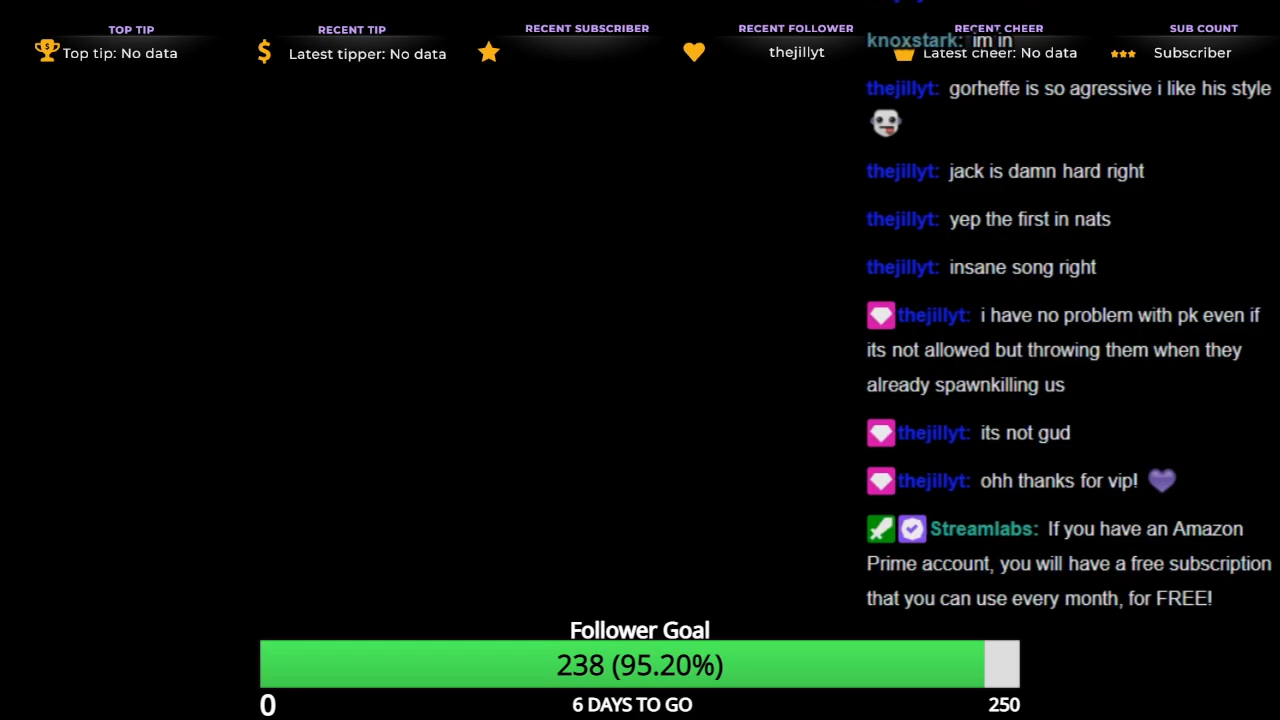 TOP TIP
Top tip: No data
RECENT TIP
Latest tipper: No data
RECENT SUBSCRIBER
RECENT FOLLOWER
thejillyt
RECENT CHEER
Latest cheer: No data
SUB COUNT
Subscriber
knoxstark: im in
thejillyt: gorheffe is so agressive i like his style
thejillyt: jack is damn hard right
thejillyt: yep the first in nats
thejillyt: insane song right
thejillyt: i have no problem with pk even if
its not allowed but throwing them when they
already spawnkilling us
thejillyt: its not gud
thejillyt: ohh thanks for vip!
Streamlabs: If you have an Amazon
Prime account, you will have a free subscription
that you can use every month, for FREE!
Follower Goal
238 (95.20%)
0
6 DAYS TO GO
250